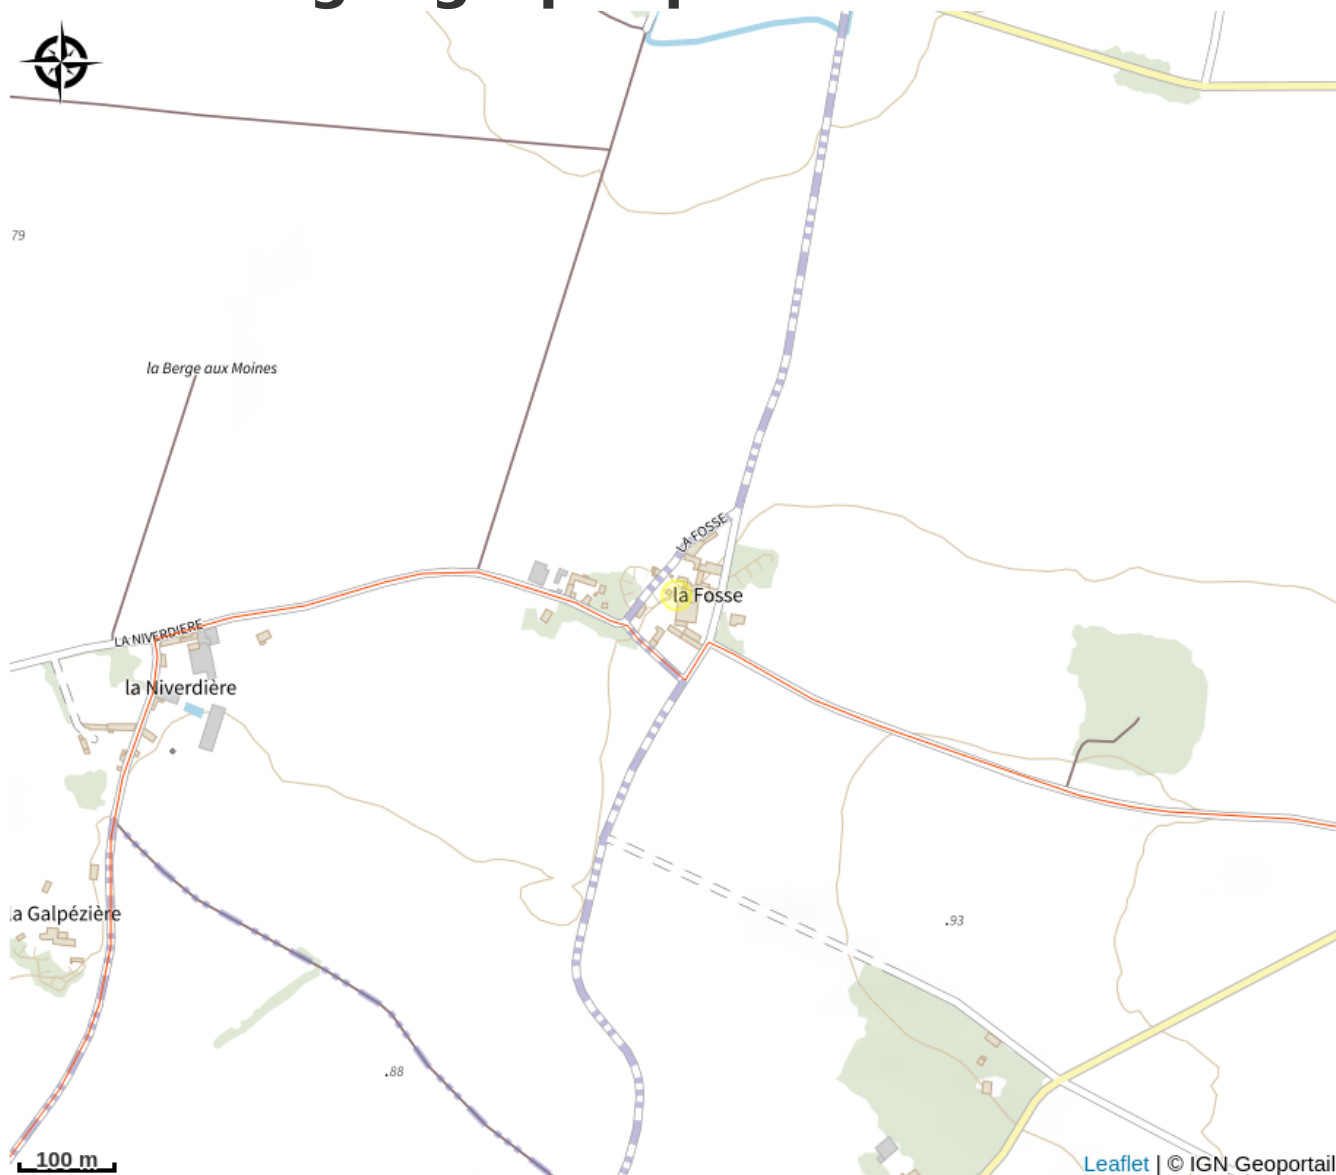 79
la Berge aux Moines
LA FOSSE
la Fosse
LA NIVERDIERE
la Niverdière
la Galpézière
.93
.88
100 m
Leaflet | © IGN Geoportail